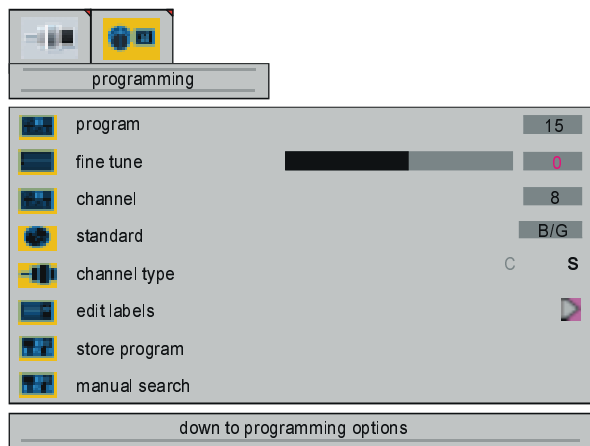 programming
program 15
fine tune 0
channel 8
standard B/G
channel type C S
edit labels
store program
manual search
down to programming options